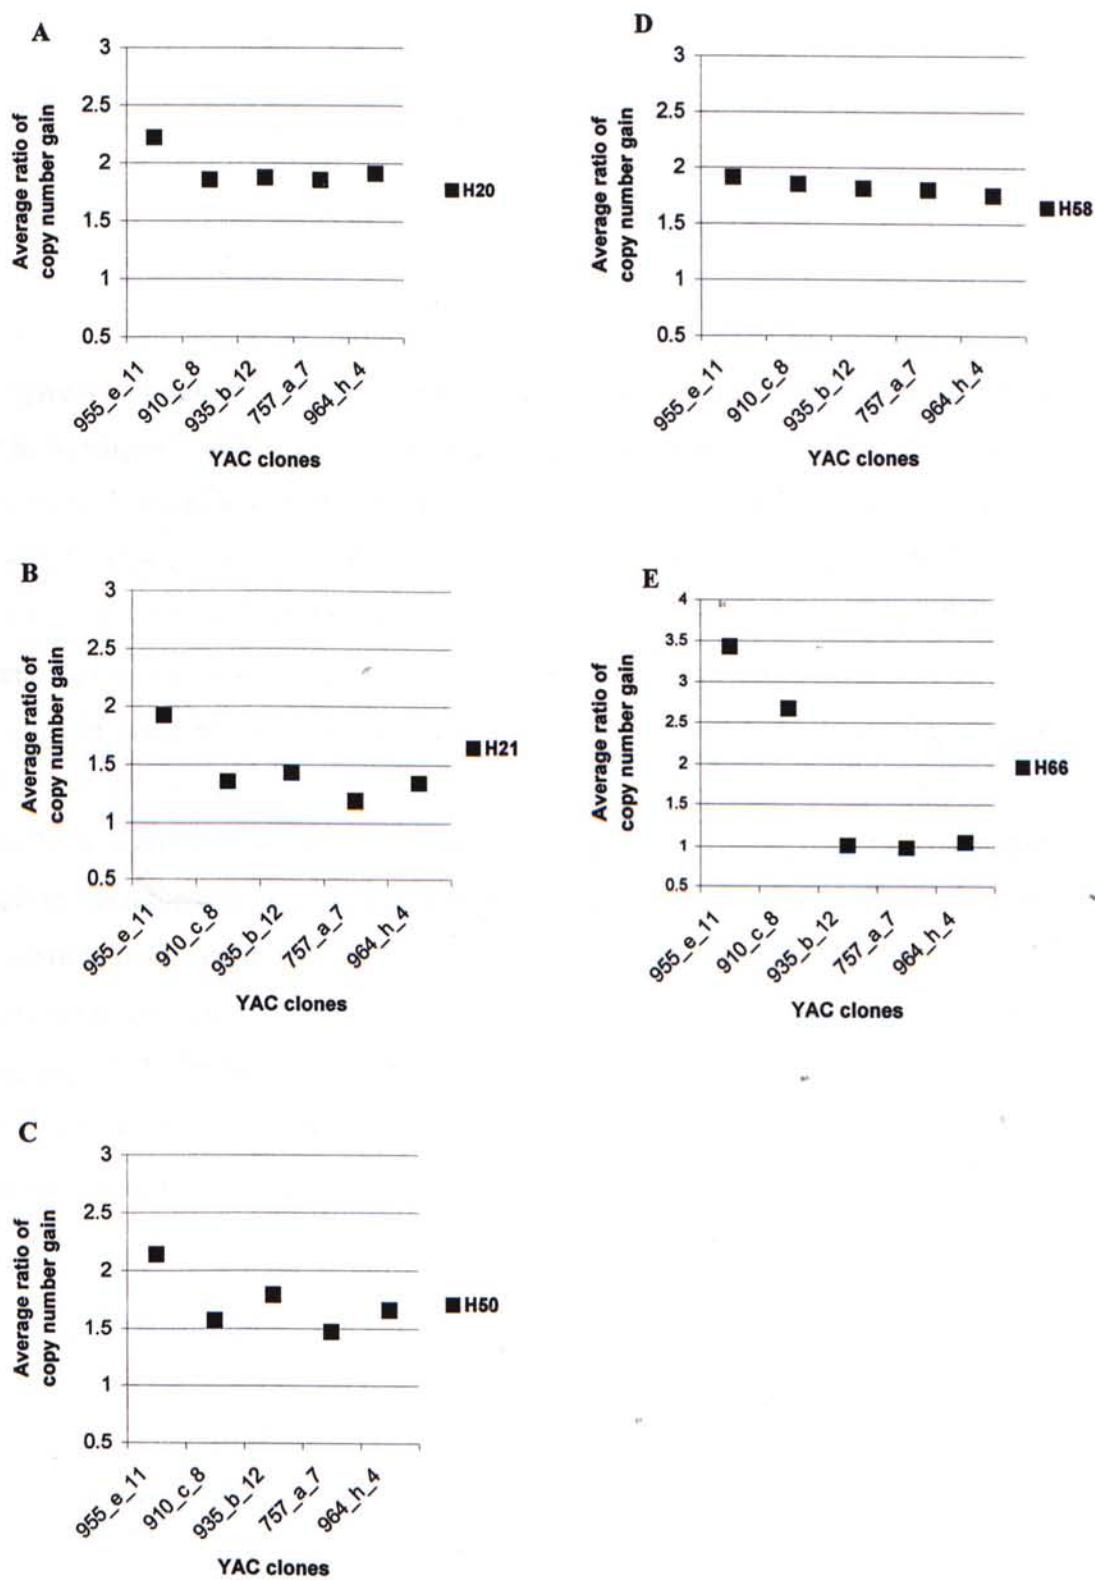 A
Average ratio of
copy number gain
3
2.5
2
1.5
1
0.5
955_e_11
910_c_8
935_b_12
757_a_7
964_h_4
YAC clones
H20
B
Average ratio of
copy number gain
3
2.5
2
1.5
1
0.5
955_e_11
910_c_8
935_b_12
757_a_7
964_h_4
YAC clones
H21
C
Average ratio of
copy number gain
3
2.5
2
1.5
1
0.5
955_e_11
910_c_8
935_b_12
757_a_7
964_h_4
YAC clones
H50
D
Average ratio of
copy number gain
3
2.5
2
1.5
1
0.5
955_e_11
910_c_8
935_b_12
757_a_7
964_h_4
YAC clones
H58
E
Average ratio of
copy number gain
4
3.5
3
2.5
2
1.5
1
0.5
955_e_11
910_c_8
935_b_12
757_a_7
964_h_4
YAC clones
H66